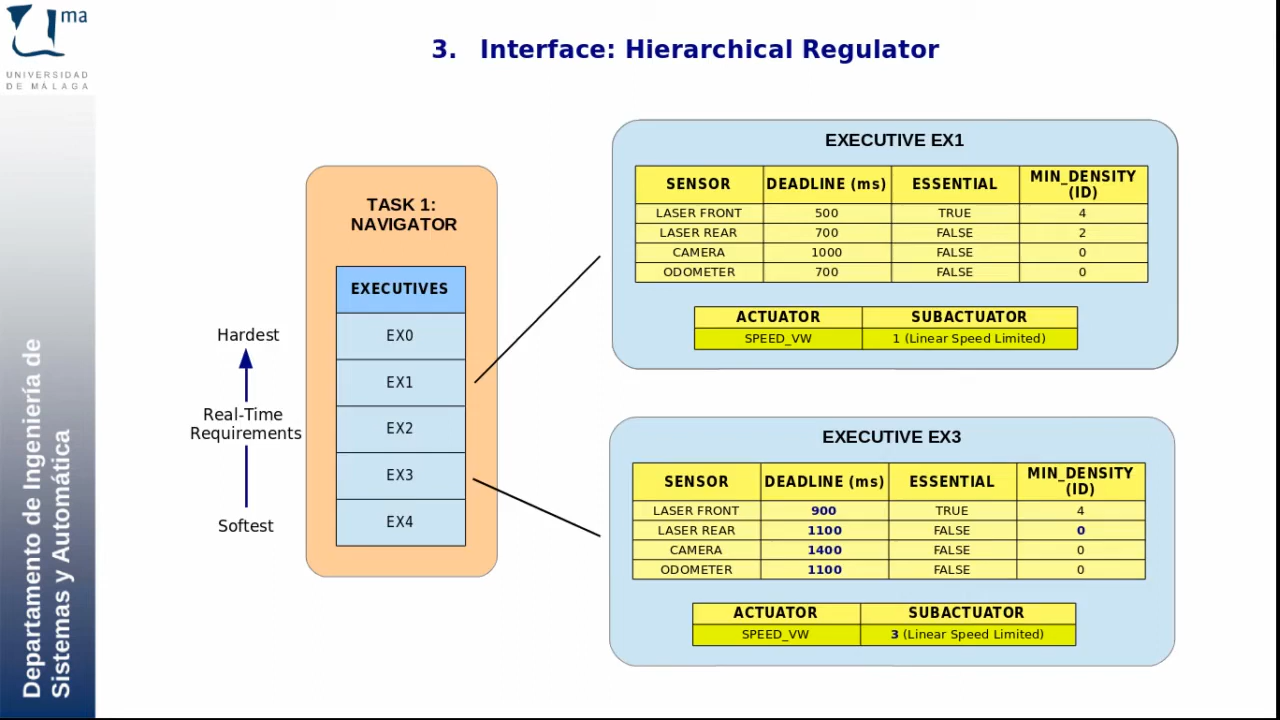 ma
UNIVERSIDAD
DE MÁLAGA
Departamento de Ingeniería de
Sistemas y Automática
3. Interface: Hierarchical Regulator
Hardest
Real-Time
Requirements
Softest
TASK 1:
NAVIGATOR
EXECUTIVES
EX0
EX1
EX2
EX3
EX4
EXECUTIVE EX1
SENSOR DEADLINE (ms) ESSENTIAL MIN_DENSITY
(ID)
LASER FRONT 500 TRUE 4
LASER REAR 700 FALSE 2
CAMERA 1000 FALSE 0
ODOMETER 700 FALSE 0
ACTUATOR SUBACTUATOR
SPEED_VW 1 (Linear Speed Limited)
EXECUTIVE EX3
SENSOR DEADLINE (ms) ESSENTIAL MIN_DENSITY
(ID)
LASER FRONT 900 TRUE 4
LASER REAR 1100 FALSE 0
CAMERA 1400 FALSE 0
ODOMETER 1100 FALSE 0
ACTUATOR SUBACTUATOR
SPEED_VW 3 (Linear Speed Limited)